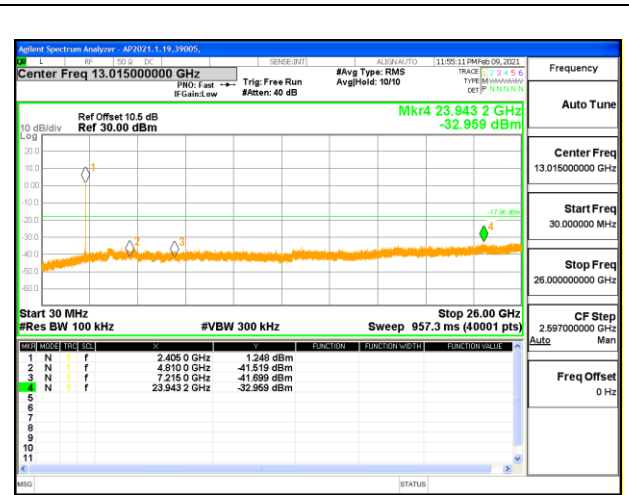 Agilent Spectrum Analyzer - AP2021.1.19,39005,
L RF 50 Ω DC SENSE:INT ALIGN AUTO 11:55:11 PM Feb 09, 2021
Center Freq 13.015000000 GHz
PNO: Fast
IFGain:Low
Trig: Free Run
#Atten: 40 dB
#Avg Type: RMS
Avg|Hold: 10/10
TRACE 1 2 3 4 5 6
TYPE M
DET P N N N N N
Ref Offset 10.5 dB
Ref 30.00 dBm
10 dB/div
Log
Mkr4 23.943 2 GHz
-32.959 dBm
20.0
10.0
0.00
-10.0
-20.0
-30.0
-40.0
-50.0
-60.0
1
2
3
4
-17.96 dBm
Start 30 MHz
#Res BW 100 kHz
#VBW 300 kHz
Stop 26.00 GHz
Sweep 957.3 ms (40001 pts)
MKR MODE TRC SCL X Y FUNCTION FUNCTION WIDTH FUNCTION VALUE
1 N 1 f 2.405 0 GHz 1.248 dBm
2 N 1 f 4.810 0 GHz -41.519 dBm
3 N 1 f 7.215 0 GHz -41.699 dBm
4 N 1 f 23.943 2 GHz -32.959 dBm
5
6
7
8
9
10
11
MSG
STATUS
Frequency
Auto Tune
Center Freq
13.015000000 GHz
Start Freq
30.000000 MHz
Stop Freq
26.000000000 GHz
CF Step
2.597000000 GHz
Auto Man
Freq Offset
0 Hz